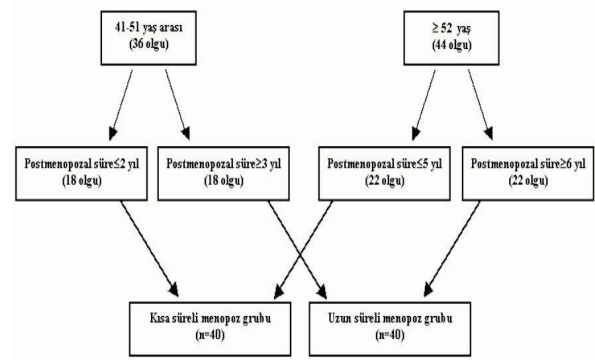 41-51 yaş arası
(36 olgu)
≥ 52 yaş
(44 olgu)
Postmenopozal süre≤2 yıl
(18 olgu)
Postmenopozal süre≥3 yıl
(18 olgu)
Postmenopozal süre≤5 yıl
(22 olgu)
Postmenopozal süre≥6 yıl
(22 olgu)
Kısa süreli menopoz grubu
(n=40)
Uzun süreli menopoz grubu
(n=40)